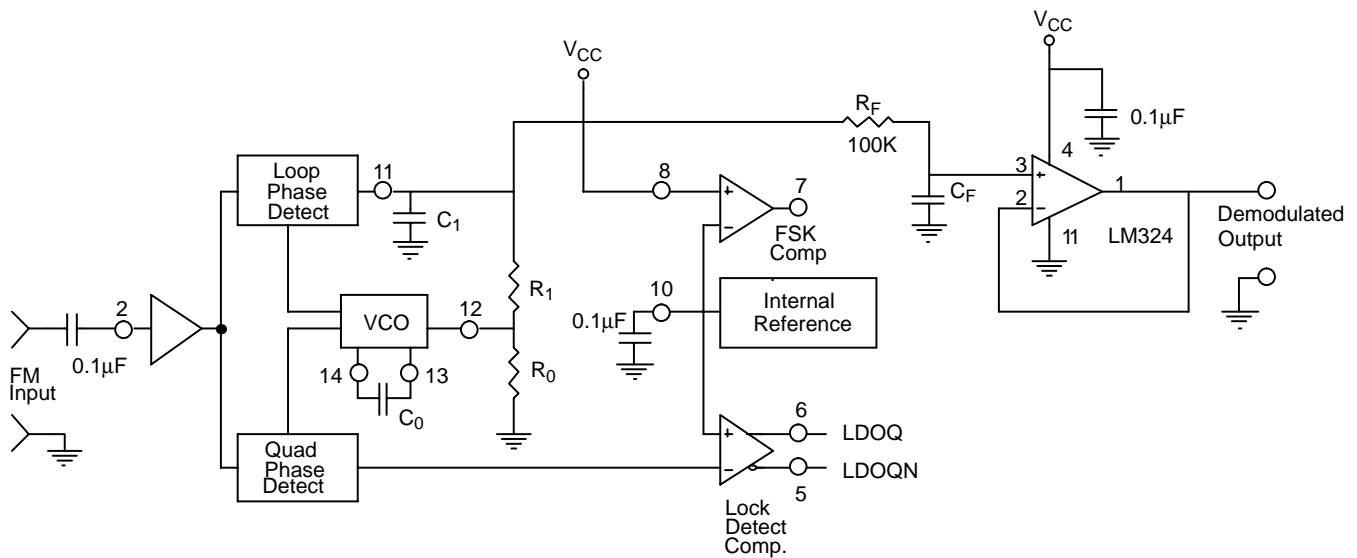 VCC
VCC
RF
100K
0.1µF
Loop
Phase
Detect
11
C1
8
+
−
7
FSK
Comp
CF
3
2
+
−
4
11
1
LM324
Demodulated
Output
R1
10
0.1µF
Internal
Reference
2
0.1µF
FM
Input
VCO
12
14
13
C0
R0
Quad
Phase
Detect
+
−
6
LDOQ
LDOQN
5
Lock
Detect
Comp.